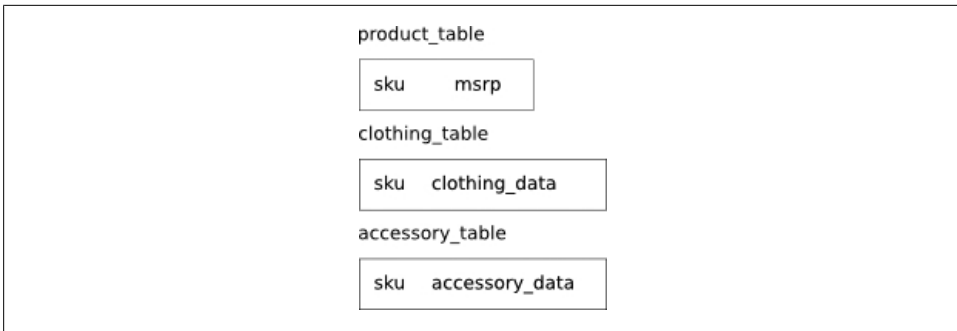 product_table
sku msrp
clothing_table
sku clothing_data
accessory_table
sku accessory_data